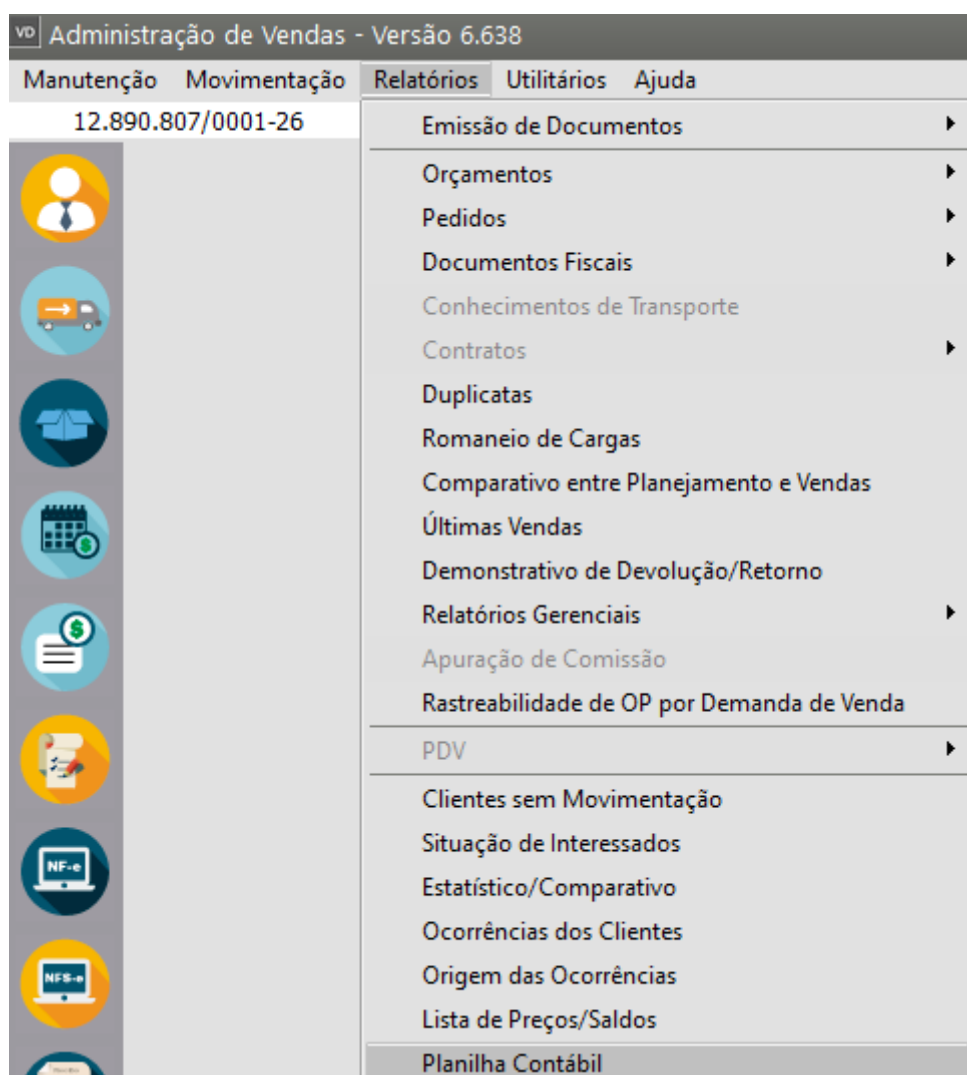 VD Administração de Vendas - Versão 6.638
Manutenção Movimentação Relatórios Utilitários Ajuda
12.890.807/0001-26
Emissão de Documentos
Orçamentos
Pedidos
Documentos Fiscais
Conhecimentos de Transporte
Contratos
Duplicatas
Romaneio de Cargas
Comparativo entre Planejamento e Vendas
Últimas Vendas
Demonstrativo de Devolução/Retorno
Relatórios Gerenciais
Apuração de Comissão
Rastreabilidade de OP por Demanda de Venda
PDV
Clientes sem Movimentação
Situação de Interessados
NF-e
Estatístico/Comparativo
Ocorrências dos Clientes
NFS-e
Origem das Ocorrências
Lista de Preços/Saldos
Planilha Contábil